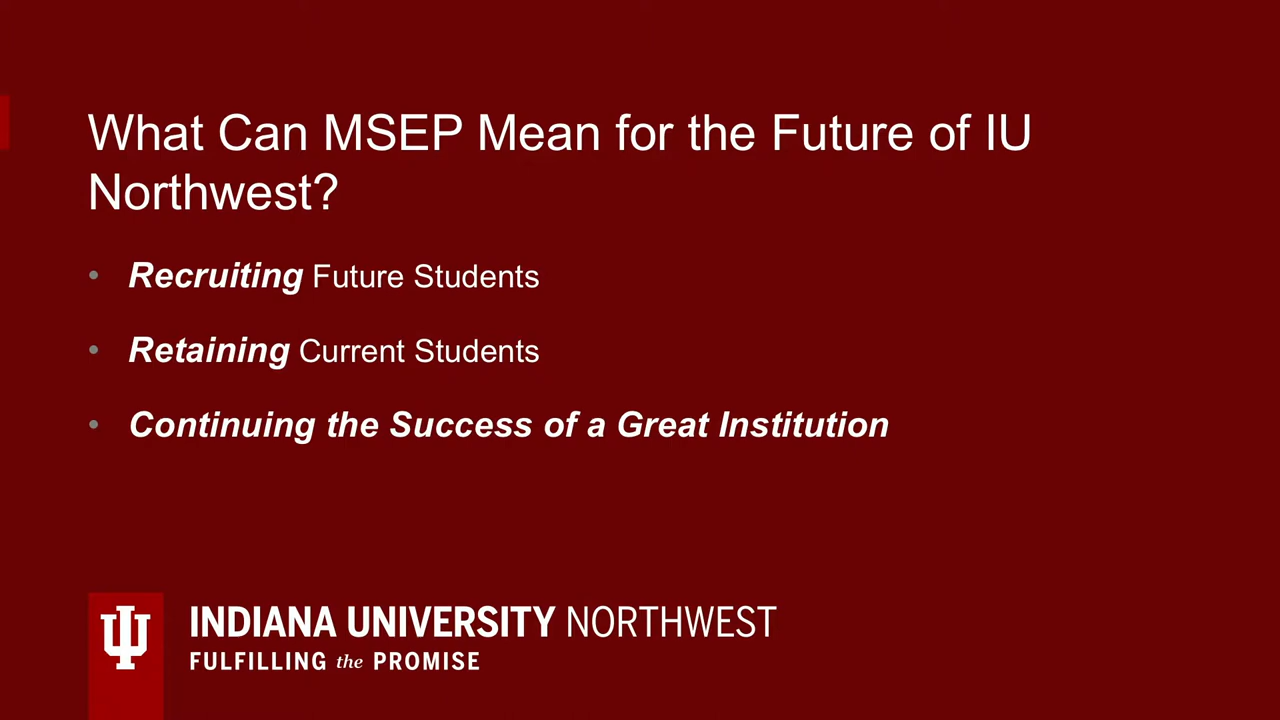 What Can MSEP Mean for the Future of IU
Northwest?
• Recruiting Future Students
• Retaining Current Students
• Continuing the Success of a Great Institution
INDIANA UNIVERSITY NORTHWEST
FULFILLING the PROMISE